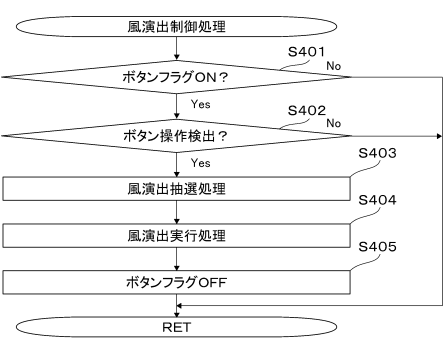 風演出制御処理
S401
ボタンフラグON？
No
Yes
S402
ボタン操作検出？
No
Yes
S403
風演出抽選処理
S404
風演出実行処理
S405
ボタンフラグOFF
RET